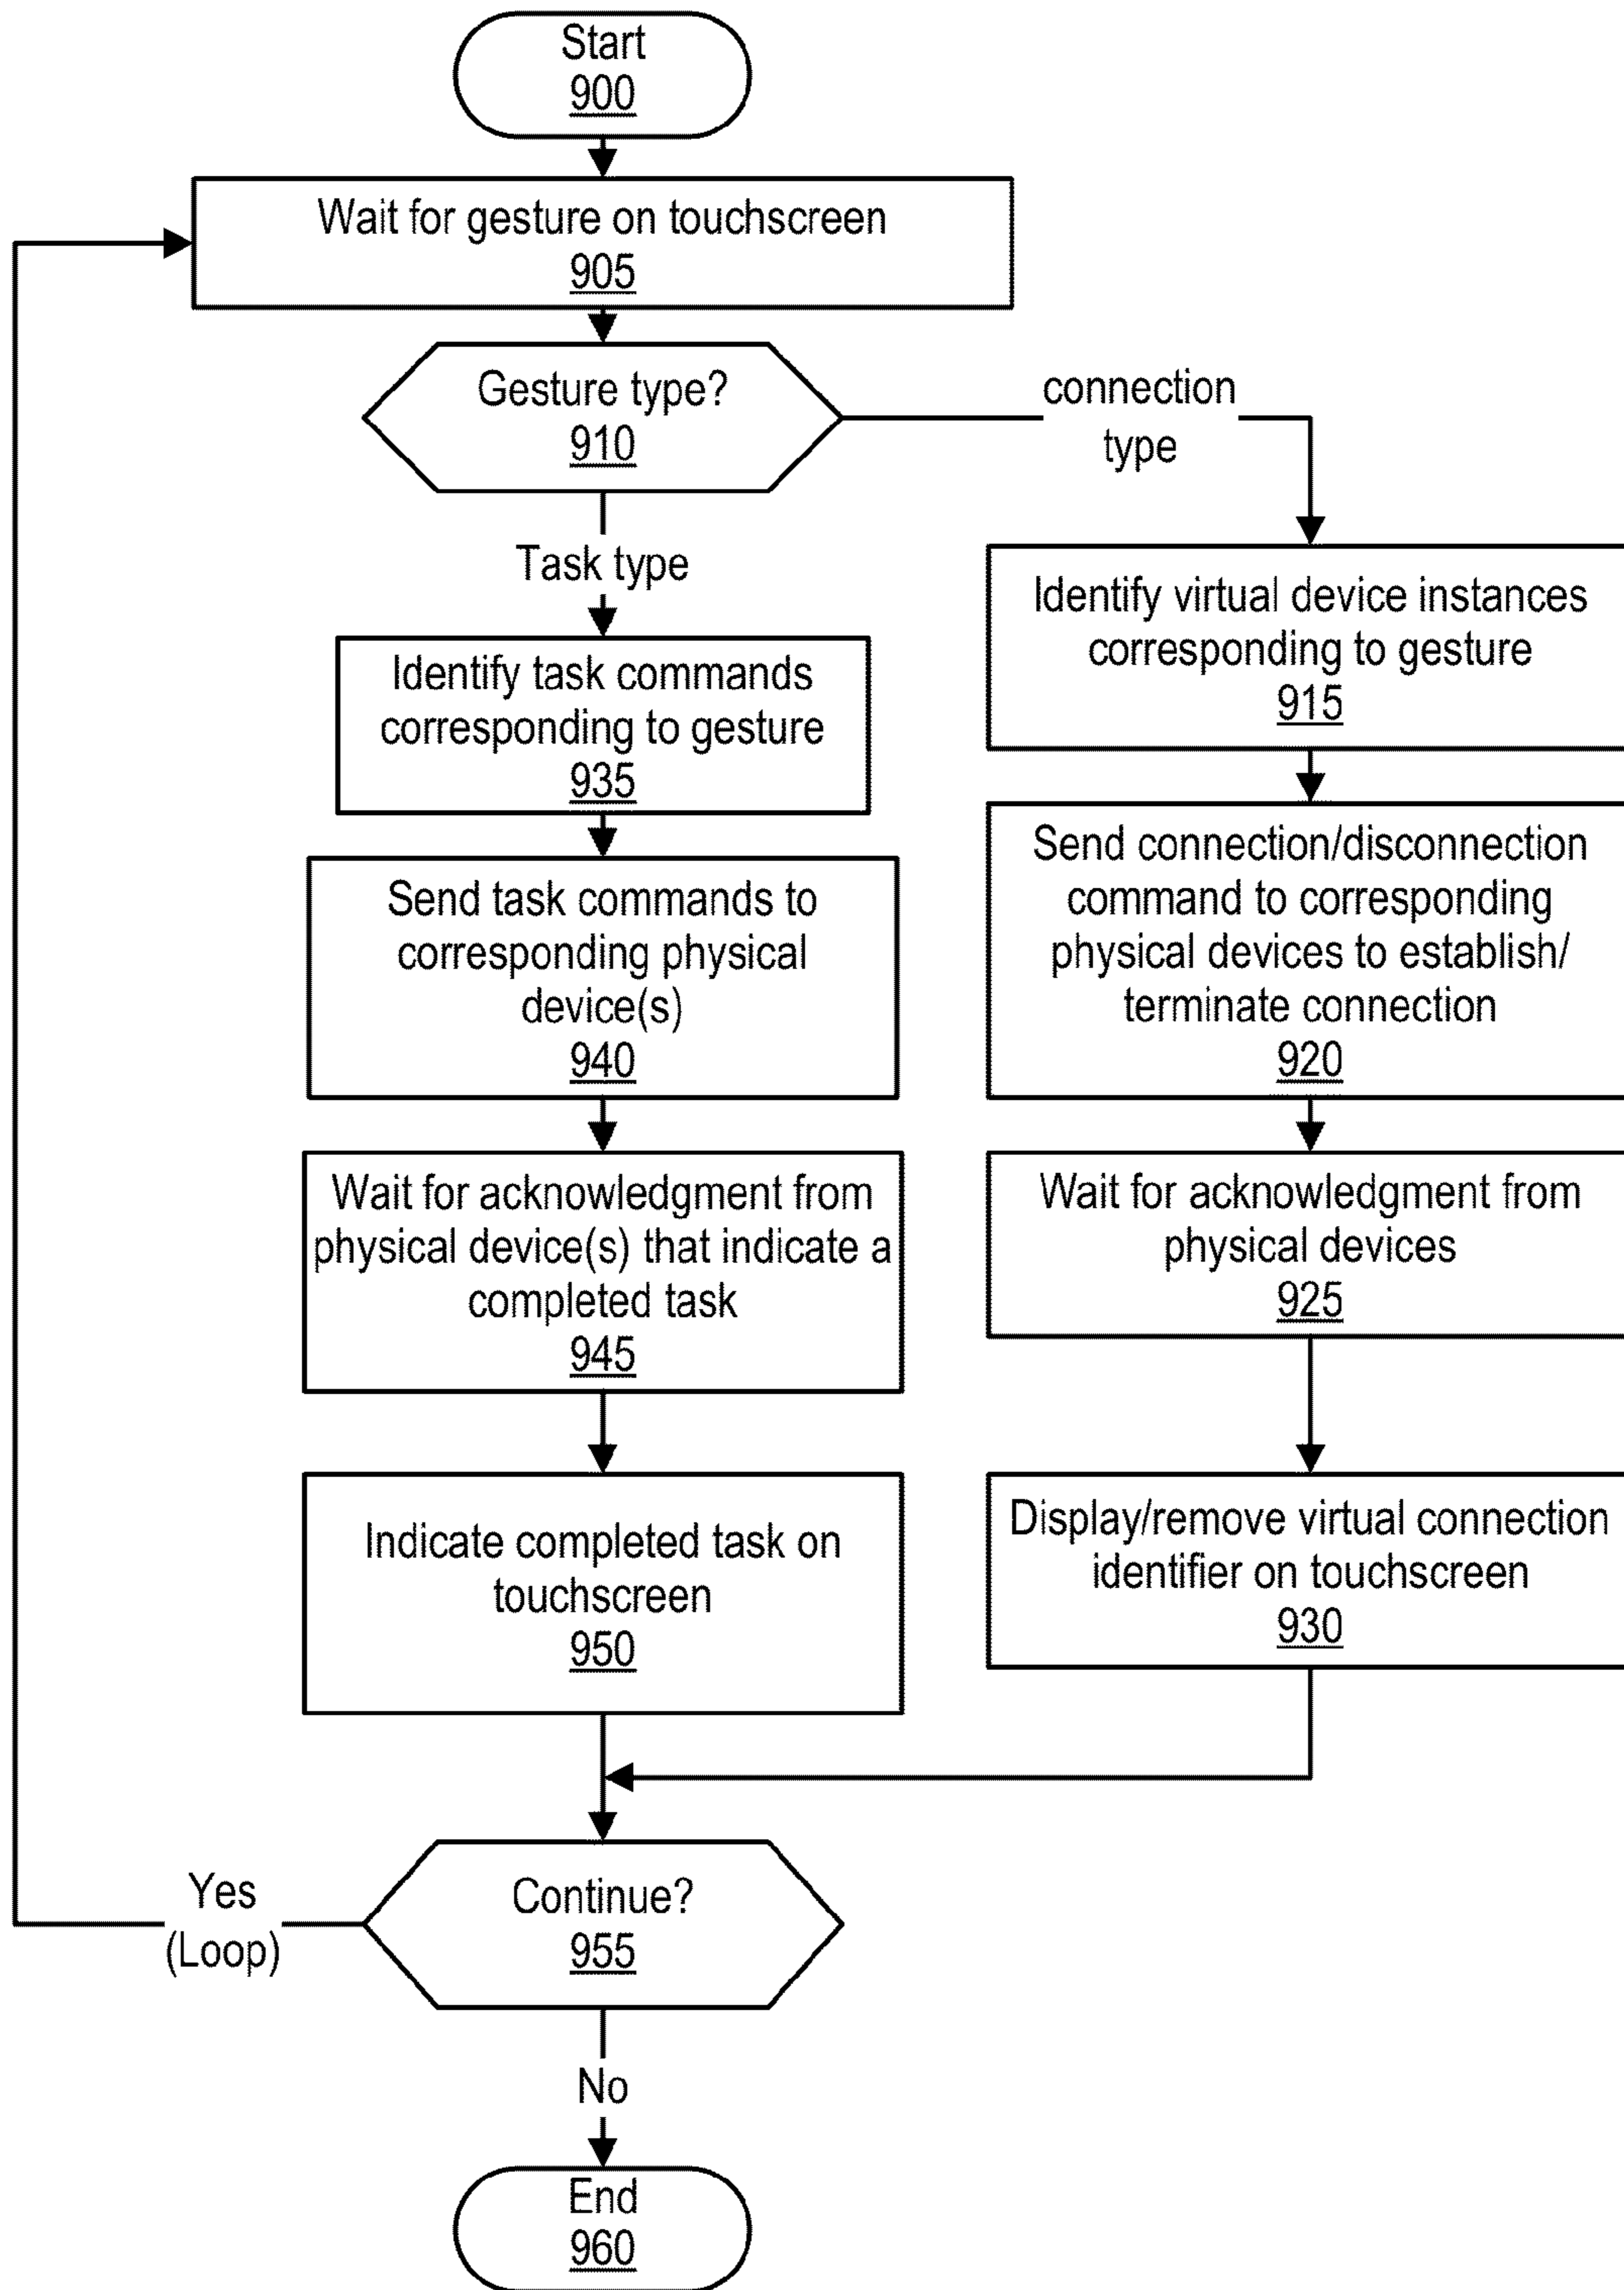 Start
900
Wait for gesture on touchscreen
905
Gesture type?
910
connection
type
Task type
Identify task commands
corresponding to gesture
935
Send task commands to
corresponding physical
device(s)
940
Wait for acknowledgment from
physical device(s) that indicate a
completed task
945
Indicate completed task on
touchscreen
950
Identify virtual device instances
corresponding to gesture
915
Send connection/disconnection
command to corresponding
physical devices to establish/
terminate connection
920
Wait for acknowledgment from
physical devices
925
Display/remove virtual connection
identifier on touchscreen
930
Continue?
955
Yes
(Loop)
No
End
960